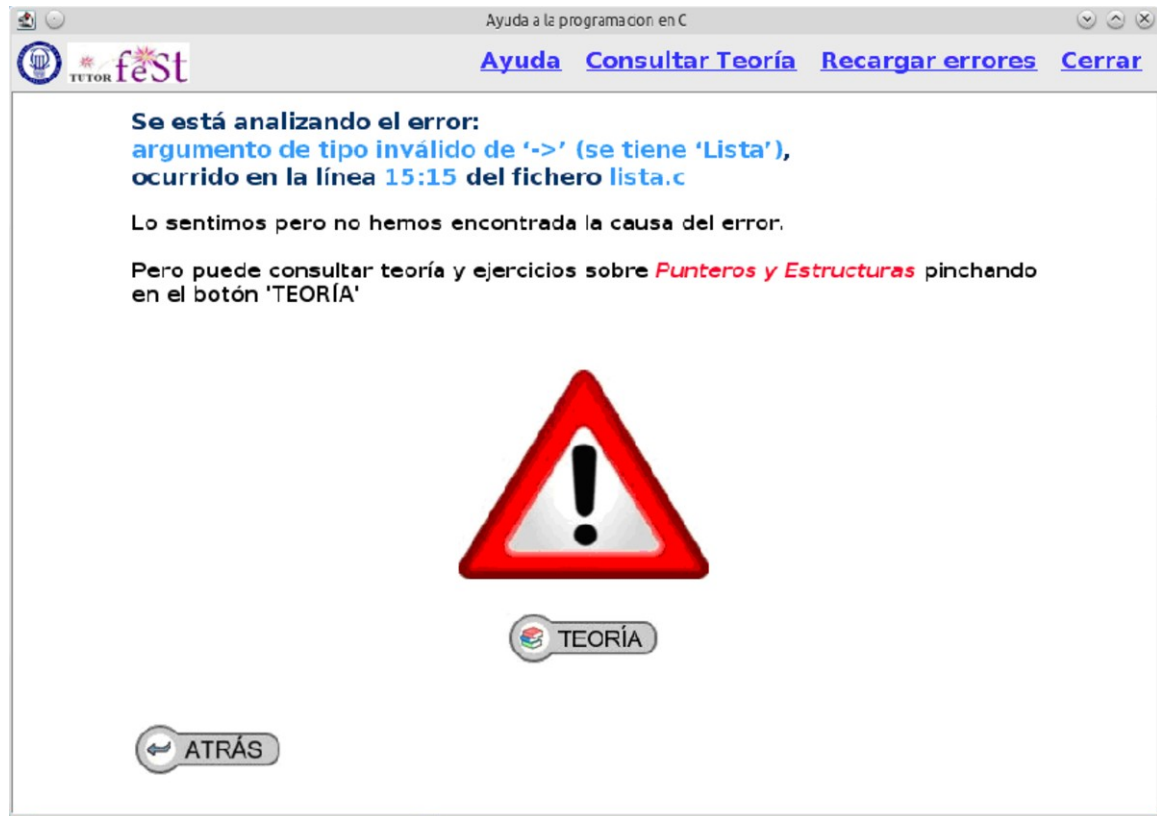 Ayuda a la programacion en C
TUTOR feSt Ayuda Consultar Teoría Recargar errores Cerrar
Se está analizando el error:
argumento de tipo inválido de ‘->’ (se tiene ‘Lista’),
ocurrido en la línea 15:15 del fichero lista.c
Lo sentimos pero no hemos encontrada la causa del error.
Pero puede consultar teoría y ejercicios sobre Punteros y Estructuras pinchando
en el botón 'TEORÍA'
TEORÍA
ATRÁS